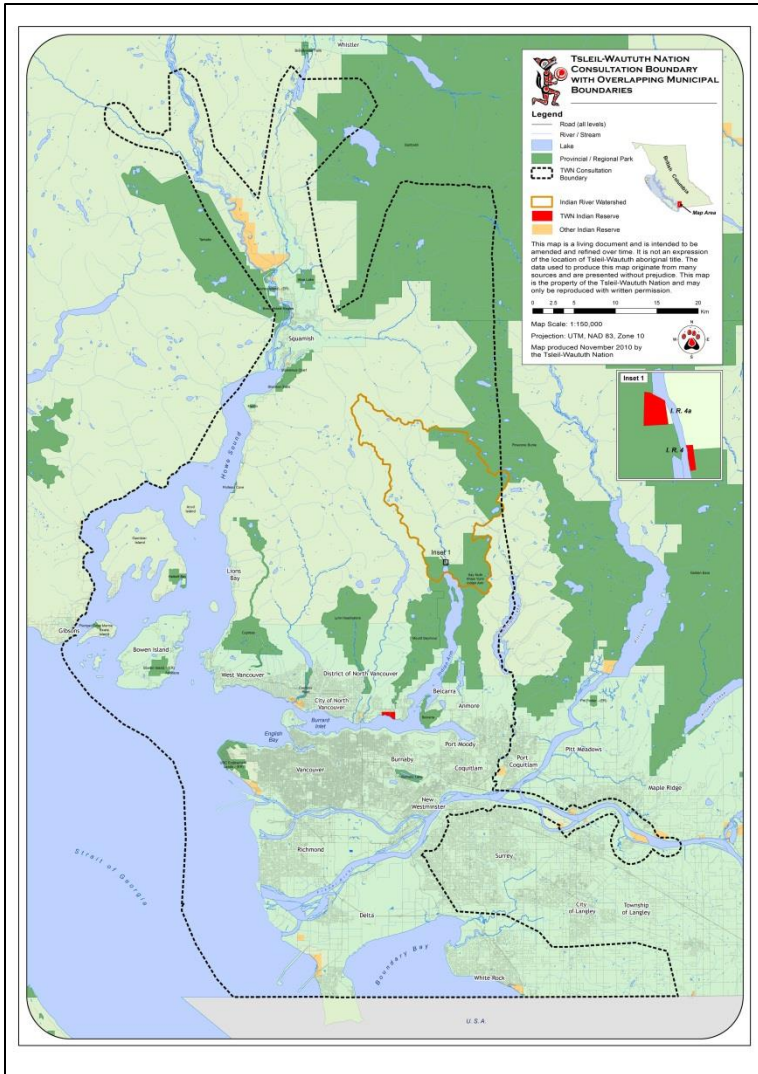 TSLEIL-WAUTUTH NATION
CONSULTATION BOUNDARY
WITH OVERLAPPING MUNICIPAL
BOUNDARIES
Legend
Road (all levels)
River / Stream
Lake
Provincial / Regional Park
TWN Consultation
Boundary
Indian River Watershed
TWN Indian Reserve
Other Indian Reserve
British Columbia
Map Area
This map is a living document and is intended to be
amended and refined over time. It is not an expression
of the location of Tsleil-Waututh aboriginal title. The
data used to produce this map originate from many
sources and are presented without prejudice. This map
is the property of the Tsleil-Waututh Nation and may
only be reproduced with written permission.
0 2.5 5 10 15 20
Km
Map Scale: 1:150,000
Projection: UTM, NAD 83, Zone 10
Map produced November 2010 by
the Tsleil-Waututh Nation
N
W E
S
Inset 1
I.R. 4a
I.R. 4
Whistler
Squamish
Howe Sound
Inset 1
Lions
Bay
Gibsons
Bowen Island
West Vancouver
District of North Vancouver
City of North
Vancouver
Belcarra
Anmore
English
Bay
Burrard
Inlet
Port Moody
Vancouver
Burnaby
Coquitlam
Port
Coquitlam
Pitt Meadows
Maple Ridge
New
Westminster
Richmond
Surrey
Strait of Georgia
Delta
City
of Langley
Township
of Langley
Boundary Bay
White Rock
U.S.A.